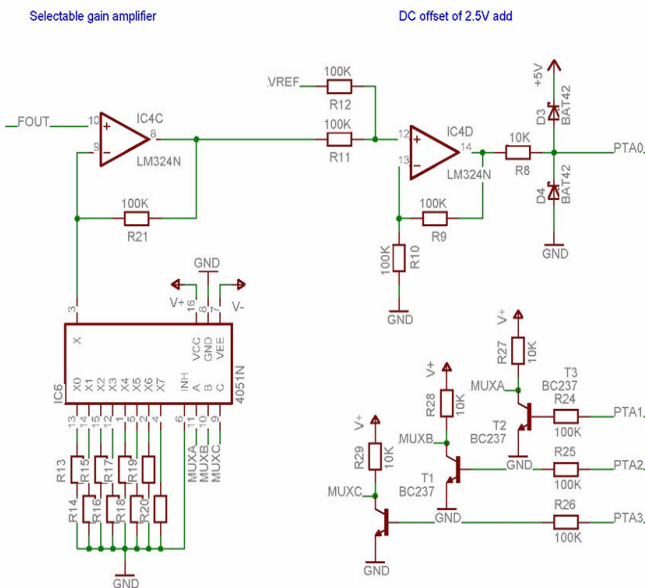 Selectable gain amplifier
DC offset of 2.5V add
VREF
100K
R12
+5V
D3
BAT42
FOUT
10
9
8
IC4C
LM324N
100K
R11
12
13
14
IC4D
LM324N
10K
R8
PTA0
D4
BAT42
GND
100K
R21
100K
R9
100K
R10
GND
GND
V+
V-
3
16
8
7
X
VCC
GND
VEE
IC6
4051N
X0
X1
X2
X3
X4
X5
X6
X7
INH
A
B
C
13
14
15
12
1
5
2
4
6
11
10
9
MUXA
MUXB
MUXC
R13
R15
R17
R19
R14
R16
R18
R20
GND
V+
R27
10K
MUXA
T3
BC237
R24
100K
PTA1
GND
V+
R28
10K
MUXB
T2
BC237
R25
100K
PTA2
GND
V+
R29
10K
MUXC
T1
BC237
R26
100K
PTA3
GND